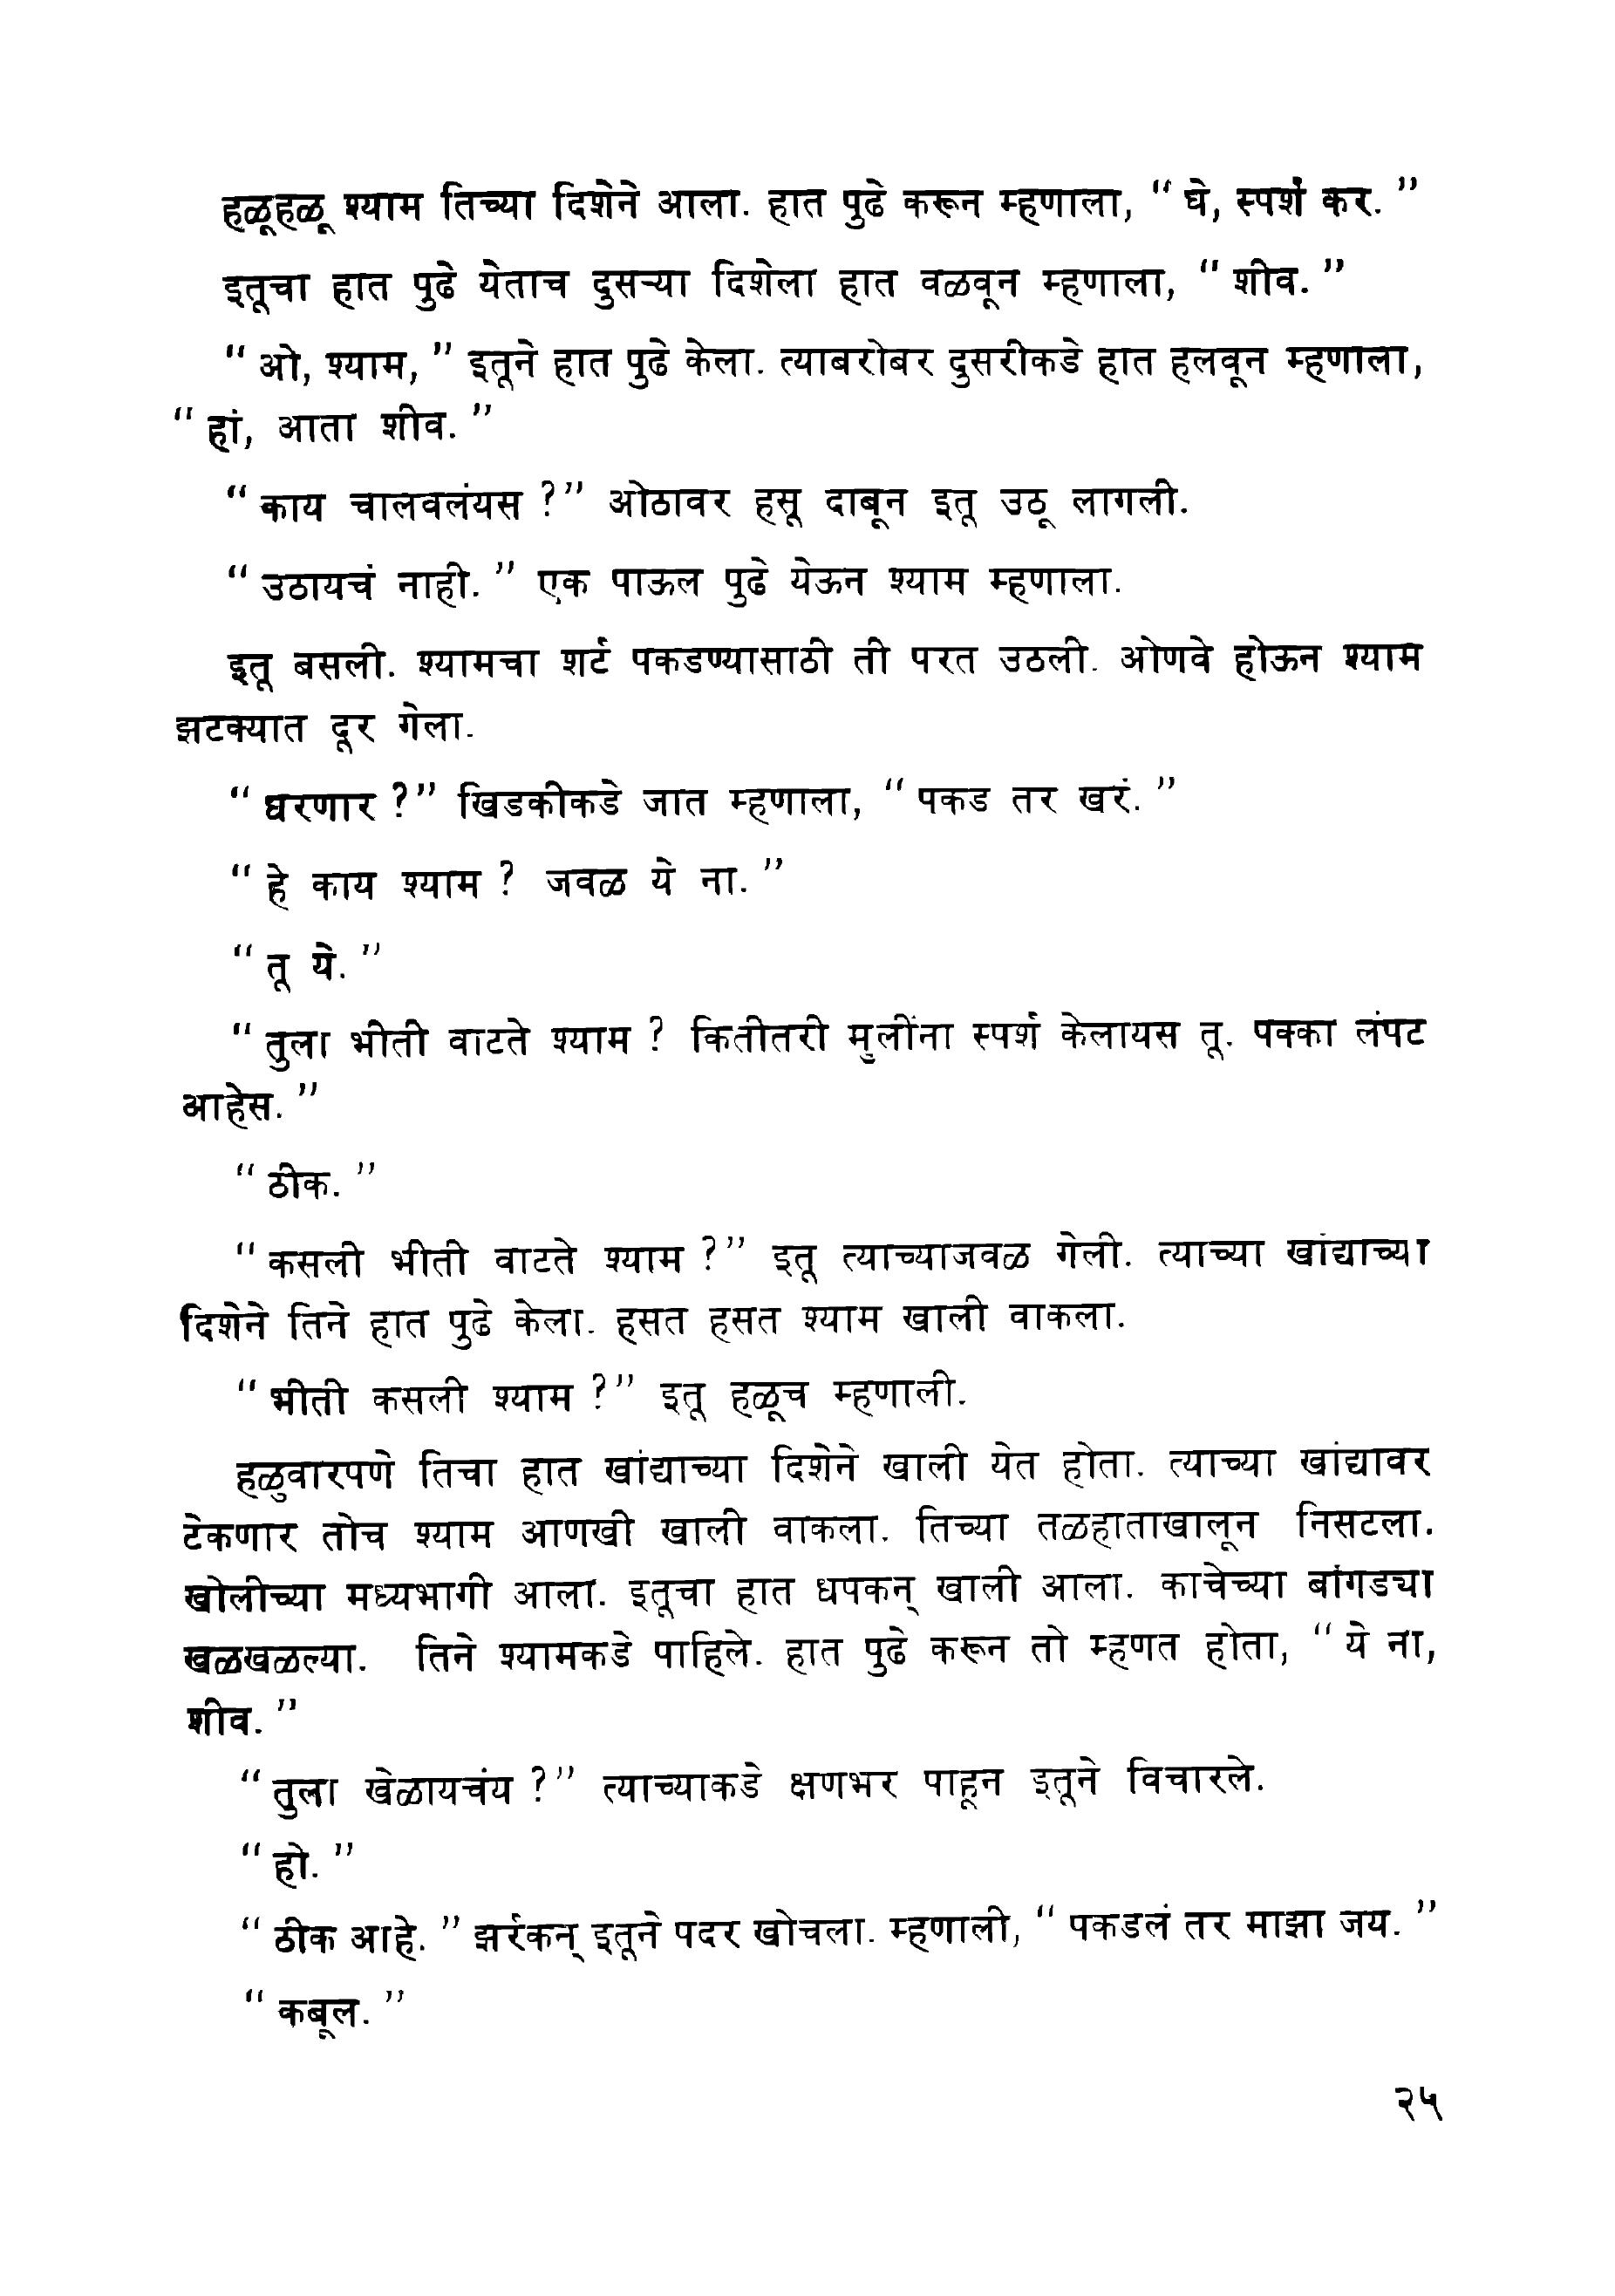 हळूहळू श्याम तिच्या दिशेने आला. हात पुढे करून म्हणाला, “ घे, स्पर्श कर. ”
इतूचा हात पुढे येताच दुसऱ्या दिशेला हात वळवून म्हणाला, “ शीव. ”
“ ओ, श्याम, ” इतूने हात पुढे केला. त्याबरोबर दुसरीकडे हात हलवून म्हणाला,
“ हां, आता शीव. ”
“ काय चालवलंयस ?” ओठावर हसू दाबून इतू उठू लागली.
“ उठायचं नाही. ” एक पाऊल पुढे येऊन श्याम म्हणाला.
इतू बसली. श्यामचा शर्ट पकडण्यासाठी ती परत उठली. ओणवे होऊन श्याम
झटक्यात दूर गेला.
“ धरणार ?” खिडकीकडे जात म्हणाला, “ पकड तर खरं. ”
“ हे काय श्याम ? जवळ ये ना. ”
“ तू ये. ”
“ तुला भीती वाटते श्याम ? कितीतरी मुलींना स्पर्श केलायस तू. पक्का लंपट
आहेस. ”
“ ठीक. ”
“ कसली भीती वाटते श्याम ?” इतू त्याच्याजवळ गेली. त्याच्या खांद्याच्या
दिशेने तिने हात पुढे केला. हसत हसत श्याम खाली वाकला.
“ भीती कसली श्याम ?” इतू हळूच म्हणाली.
हळुवारपणे तिचा हात खांद्याच्या दिशेने खाली येत होता. त्याच्या खांद्यावर
टेकणार तोच श्याम आणखी खाली वाकला. तिच्या तळहाताखालून निसटला.
खोलीच्या मध्यभागी आला. इतूचा हात धपकन् खाली आला. काचेच्या बांगड्या
खळखळल्या. तिने श्यामकडे पाहिले. हात पुढे करून तो म्हणत होता, “ ये ना,
शीव. ”
“ तुला खेळायचंय ?” त्याच्याकडे क्षणभर पाहून इतूने विचारले.
“ हो. ”
“ ठीक आहे. ” झर्रकन् इतूने पदर खोचला. म्हणाली, “ पकडलं तर माझा जय. ”
“ कबूल. ”
२५